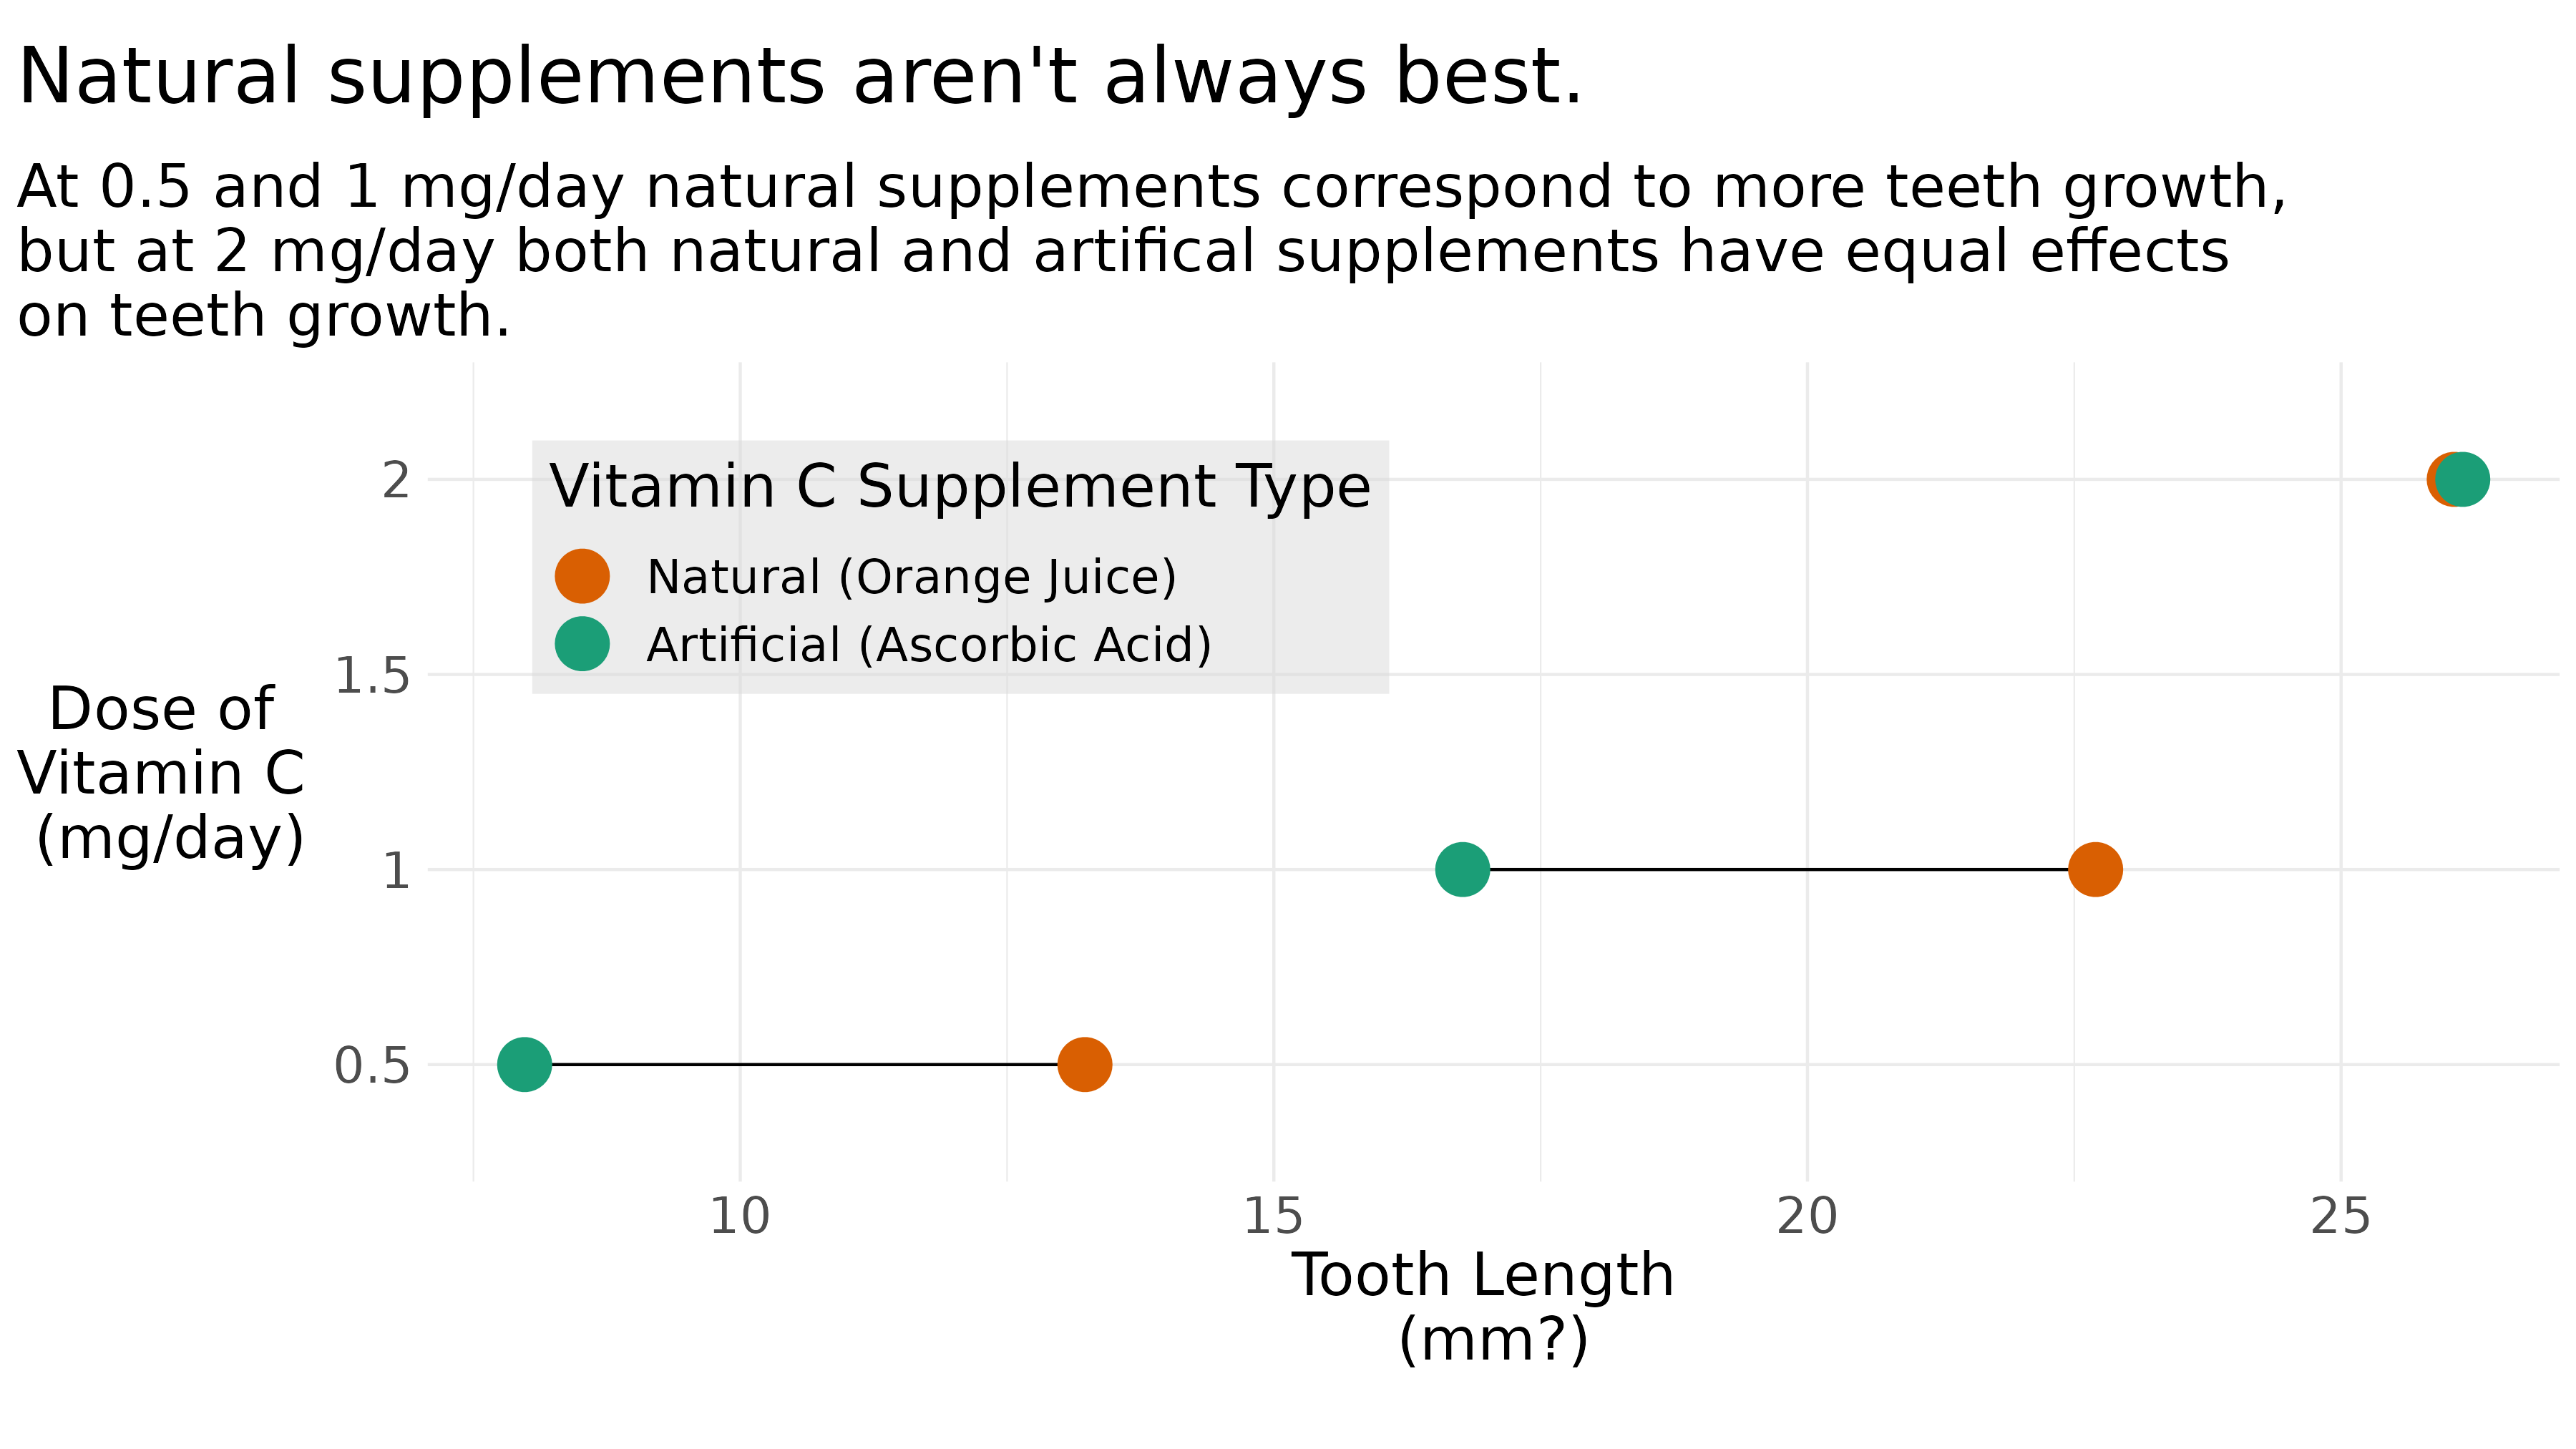 Natural supplements aren't always best.
At 0.5 and 1 mg/day natural supplements correspond to more teeth growth,
but at 2 mg/day both natural and artifical supplements have equal effects
on teeth growth.
Vitamin C Supplement Type
Natural (Orange Juice)
Artificial (Ascorbic Acid)
Dose of
Vitamin C
(mg/day)
2
1.5
1
0.5
10 15 20 25
Tooth Length
(mm?)